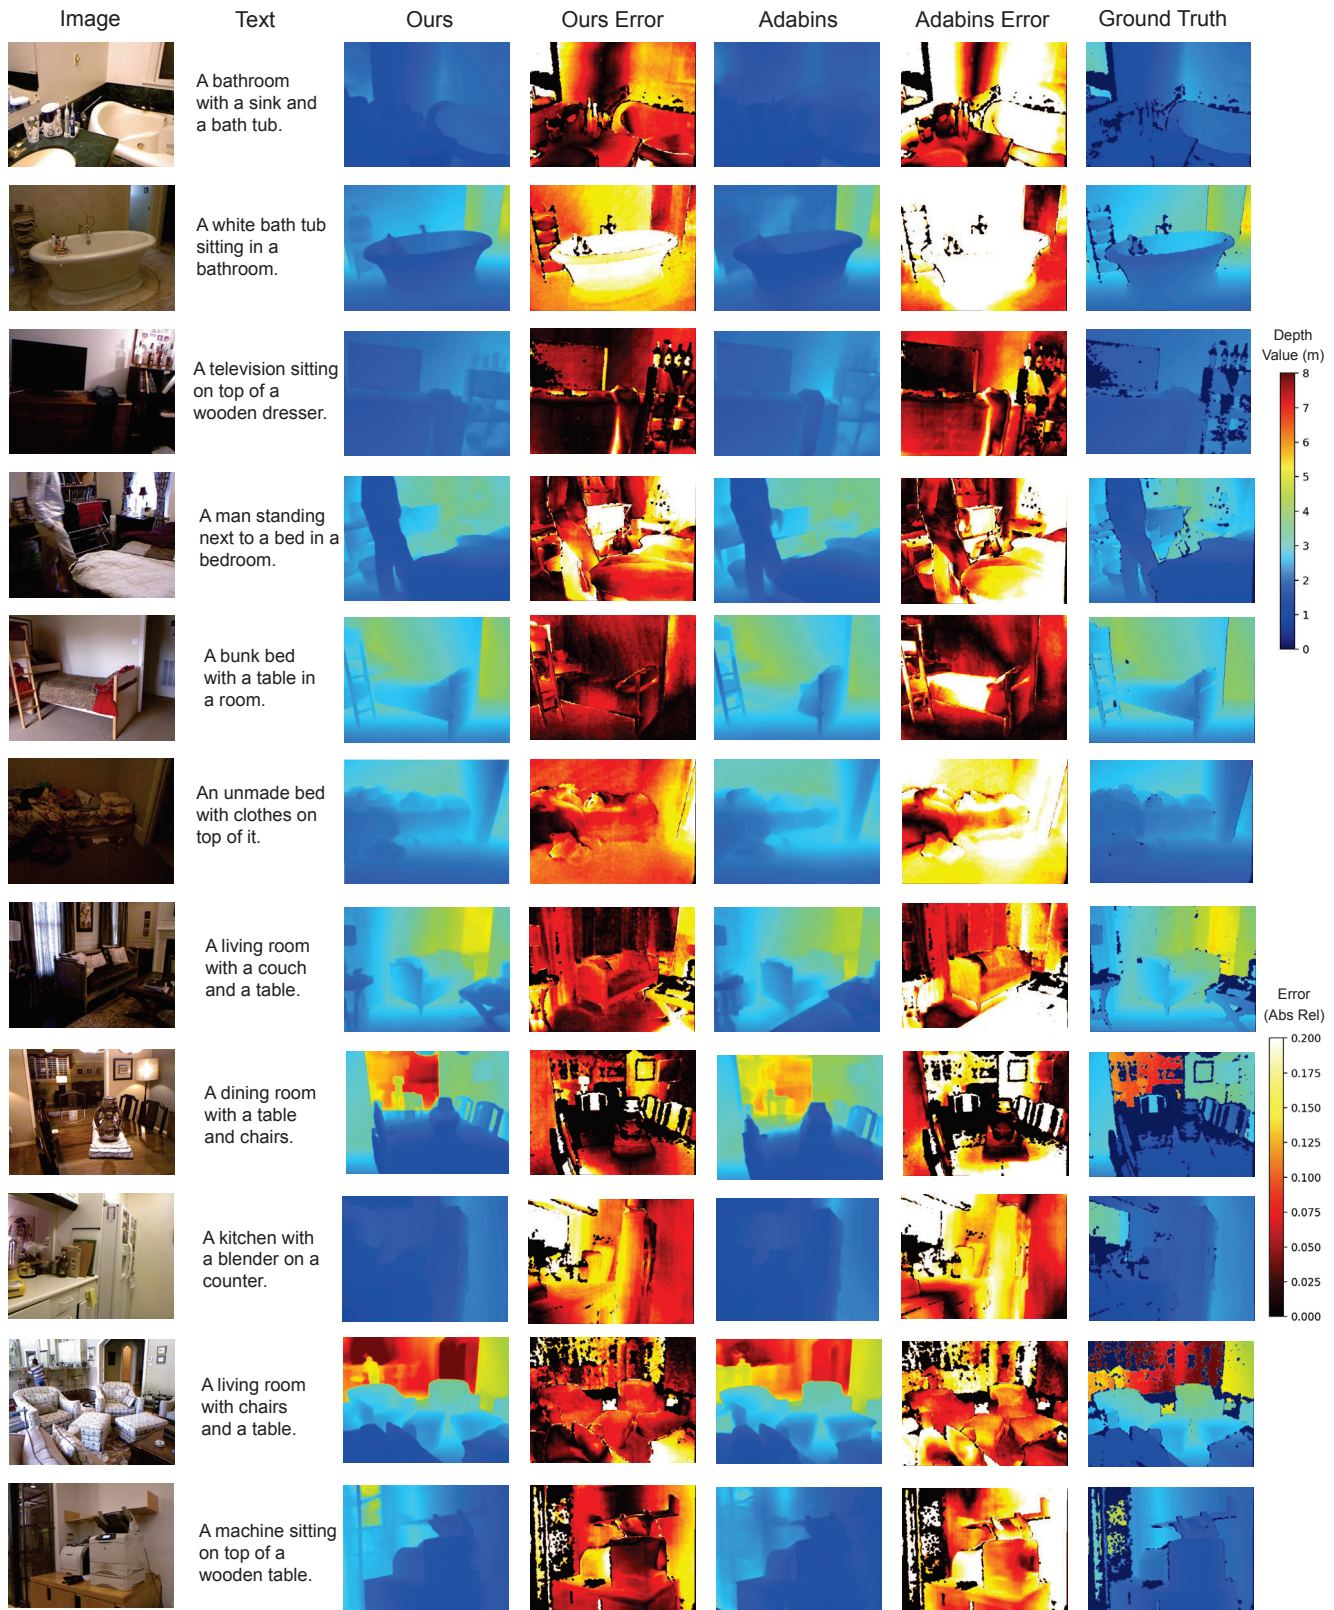 Image Text Ours Ours Error Adabins Adabins Error Ground Truth
A bathroom
with a sink and
a bath tub.
A white bath tub
sitting in a
bathroom.
A television sitting
on top of a
wooden dresser.
Depth
Value (m)
8
7
6
5
4
3
2
1
0
A man standing
next to a bed in a
bedroom.
A bunk bed
with a table in
a room.
An unmade bed
with clothes on
top of it.
A living room
with a couch
and a table.
Error
(Abs Rel)
0.200
0.175
0.150
0.125
0.100
0.075
0.050
0.025
0.000
A dining room
with a table
and chairs.
A kitchen with
a blender on a
counter.
A living room
with chairs
and a table.
A machine sitting
on top of a
wooden table.